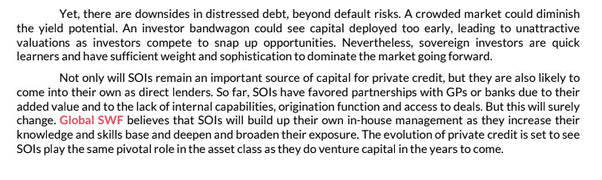 Yet, there are downsides in distressed debt, beyond default risks. A crowded market could diminish
the yield potential. An investor bandwagon could see capital deployed too early, leading to unattractive
valuations as investors compete to snap up opportunities. Nevertheless, sovereign investors are quick
learners and have sufficient weight and sophistication to dominate the market going forward.
Not only will SOIs remain an important source of capital for private credit, but they are also likely to
come into their own as direct lenders. So far, SOIs have favored partnerships with GPs or banks due to their
added value and to the lack of internal capabilities, origination function and access to deals. But this will surely
change. Global SWF believes that SOIs will build up their own in-house management as they increase their
knowledge and skills base and deepen and broaden their exposure. The evolution of private credit is set to see
SOIs play the same pivotal role in the asset class as they do venture capital in the years to come.